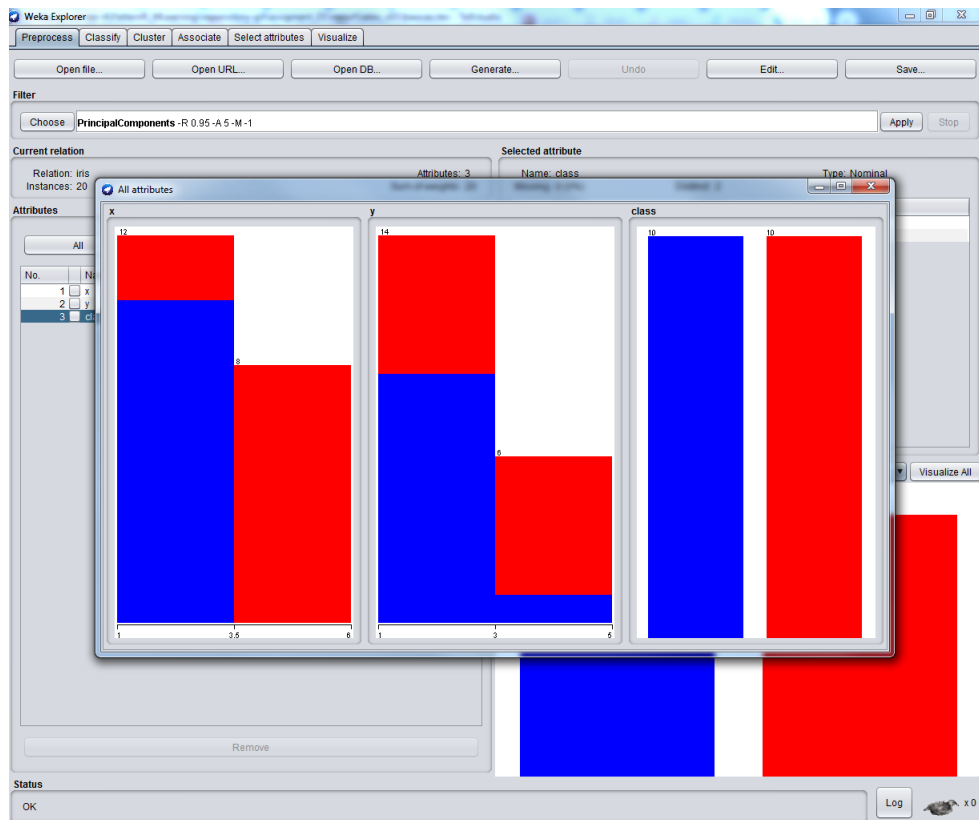 Weka Explorer
Preprocess Classify Cluster Associate Select attributes Visualize
Open file... Open URL... Open DB... Generate... Undo Edit... Save...
Filter
Choose PrincipalComponents -R 0.95 -A 5 -M -1 Apply Stop
Current relation Selected attribute
Relation: iris Attributes: 3 Name: class Type: Nominal
Instances: 20
All attributes
Attributes
x y class
All
12 14 10 10
No. Na
1 x
2 y
3 cla
8
6
Visualize All
1 3.5 6 1 3 5
Remove
Status
OK Log x 0